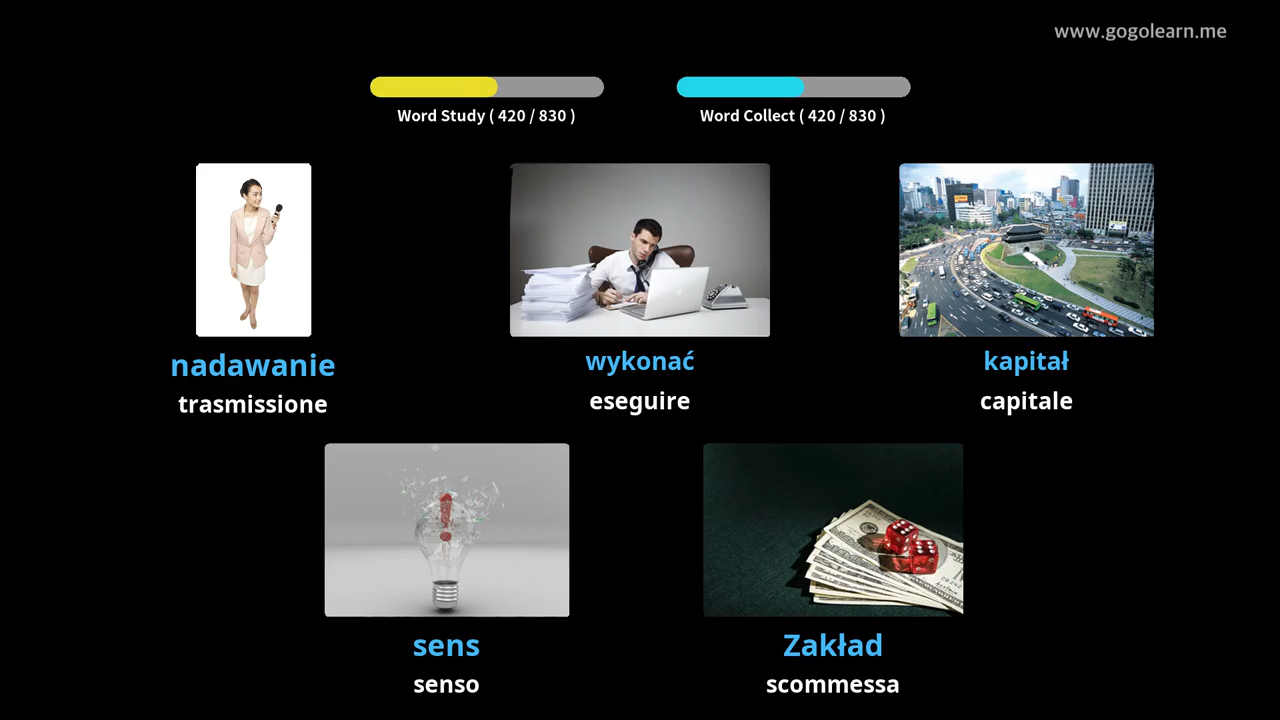 www.gogolearn.me
Word Study ( 420 / 830 )
Word Collect ( 420 / 830 )
nadawanie
trasmissione
wykonać
eseguire
kapitał
capitale
sens
senso
Zakład
scommessa